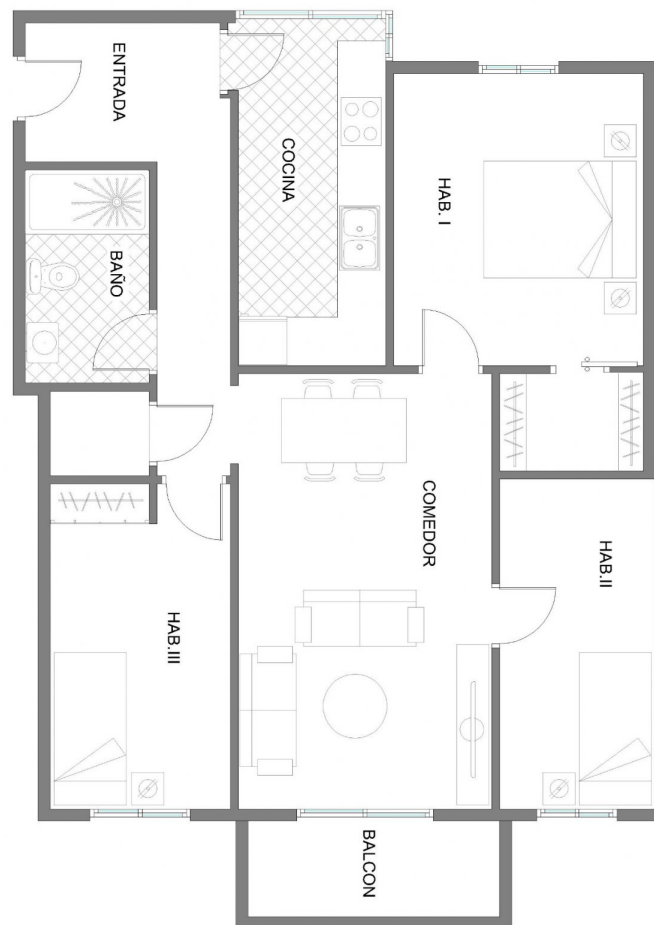 ENTRADA
COCINA
HAB. I
BAÑO
COMEDOR
HAB.II
HAB.III
BALCON